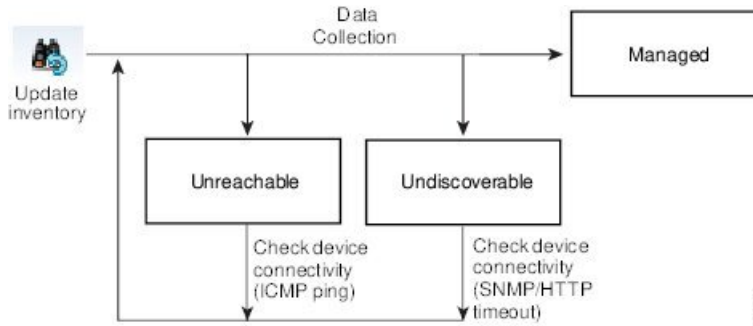 Data
Collection
Managed
Update
inventory
Unreachable
Undiscoverable
Check device
connectivity
(ICMP ping)
Check device
connectivity
(SNMP/HTTP
timeout)